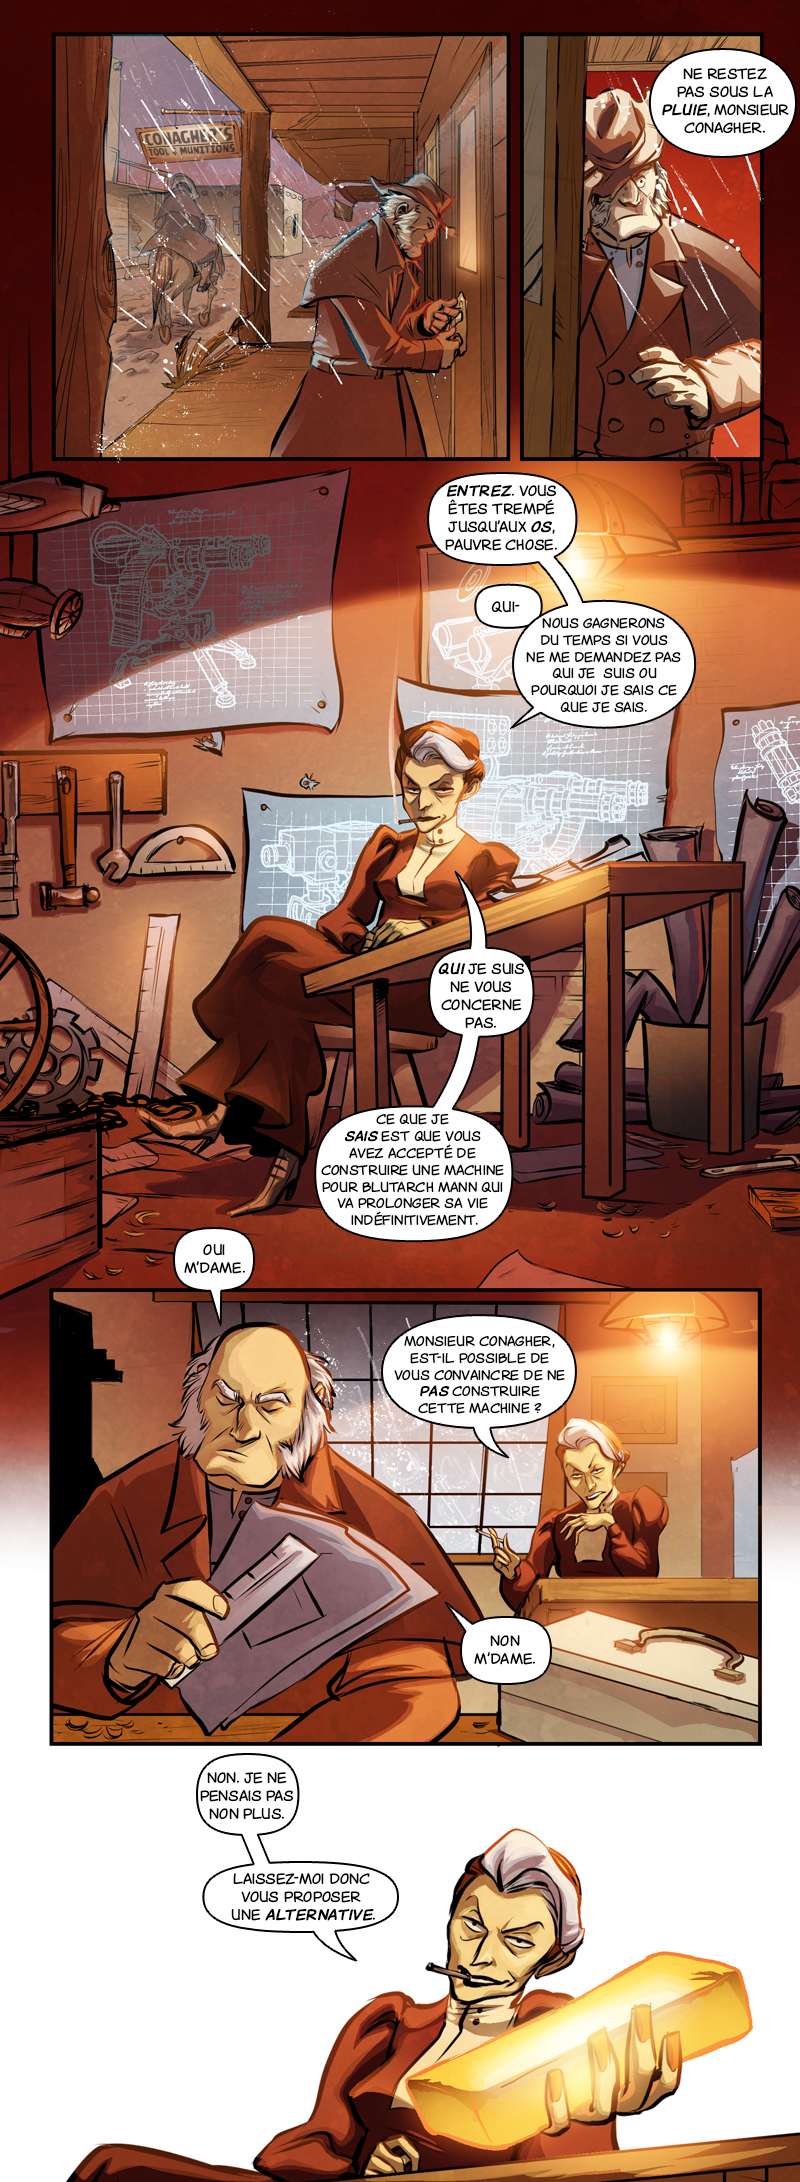 CONAGHER'S
TOOL & MUNITIONS
NE RESTEZ
PAS SOUS LA
PLUIE, MONSIEUR
CONAGHER.
ENTREZ. VOUS
ÊTES TREMPÉ
JUSQU'AUX OS,
PAUVRE CHOSE.
QUI-
NOUS GAGNERONS
DU TEMPS SI VOUS
NE ME DEMANDEZ PAS
QUI JE SUIS OU
POURQUOI JE SAIS CE
QUE JE SAIS.
QUI JE SUIS
NE VOUS
CONCERNE
PAS.
CE QUE JE
SAIS EST QUE VOUS
AVEZ ACCEPTÉ DE
CONSTRUIRE UNE MACHINE
POUR BLUTARCH MANN QUI
VA PROLONGER SA VIE
INDÉFINITIVEMENT.
OUI
M'DAME.
MONSIEUR CONAGHER,
EST-IL POSSIBLE DE
VOUS CONVAINCRE DE NE
PAS CONSTRUIRE
CETTE MACHINE ?
NON
M'DAME.
NON. JE NE
PENSAIS PAS
NON PLUS.
LAISSEZ-MOI DONC
VOUS PROPOSER
UNE ALTERNATIVE.